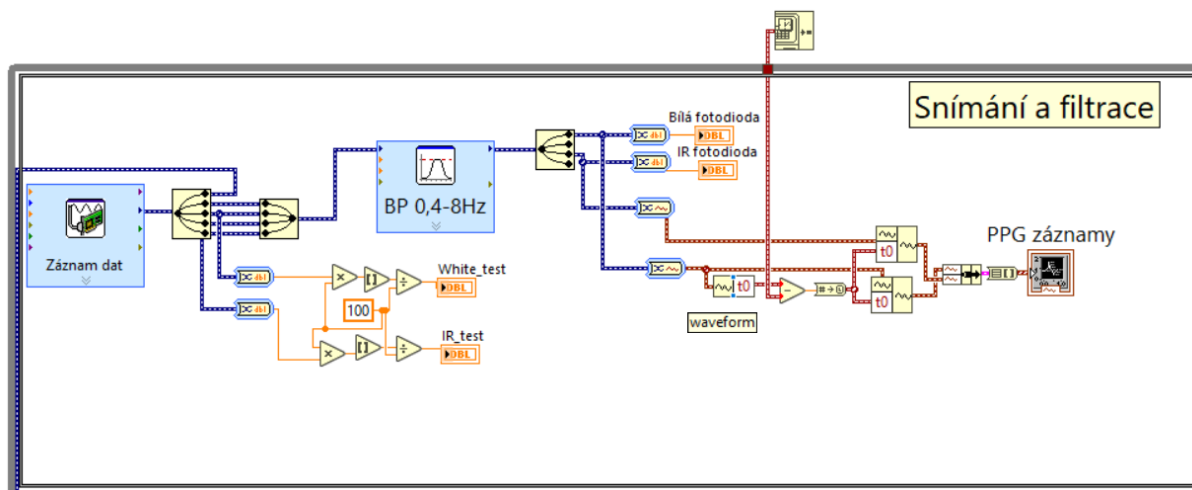 Snímání a filtrace
Bílá fotodioda
DBL
IR fotodioda
DBL
BP 0,4-8Hz
Záznam dat
PPG záznamy
t0
t0
t0
waveform
White_test
DBL
100
IR_test
DBL